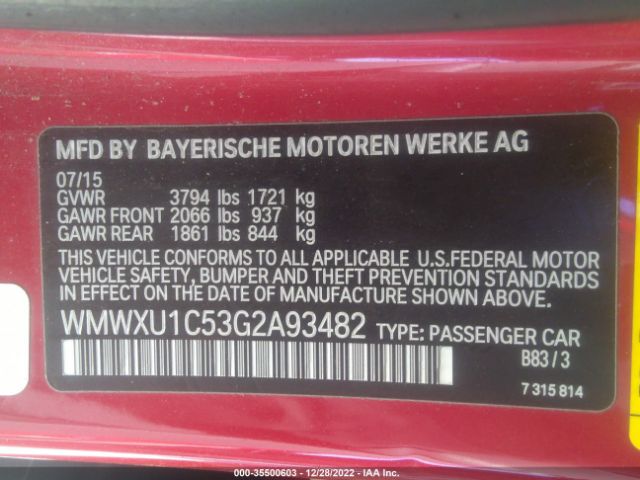 MFD BY BAYERISCHE MOTOREN WERKE AG
07/15
GVWR 3794 lbs 1721 kg
GAWR FRONT 2066 lbs 937 kg
GAWR REAR 1861 lbs 844 kg
THIS VEHICLE CONFORMS TO ALL APPLICABLE U.S.FEDERAL MOTOR
VEHICLE SAFETY, BUMPER AND THEFT PREVENTION STANDARDS
IN EFFECT ON THE DATE OF MANUFACTURE SHOWN ABOVE.
WMWXU1C53G2A93482 TYPE: PASSENGER CAR
B83 / 3
7 315 814
000-35500603 - 12/28/2022 - IAA Inc.